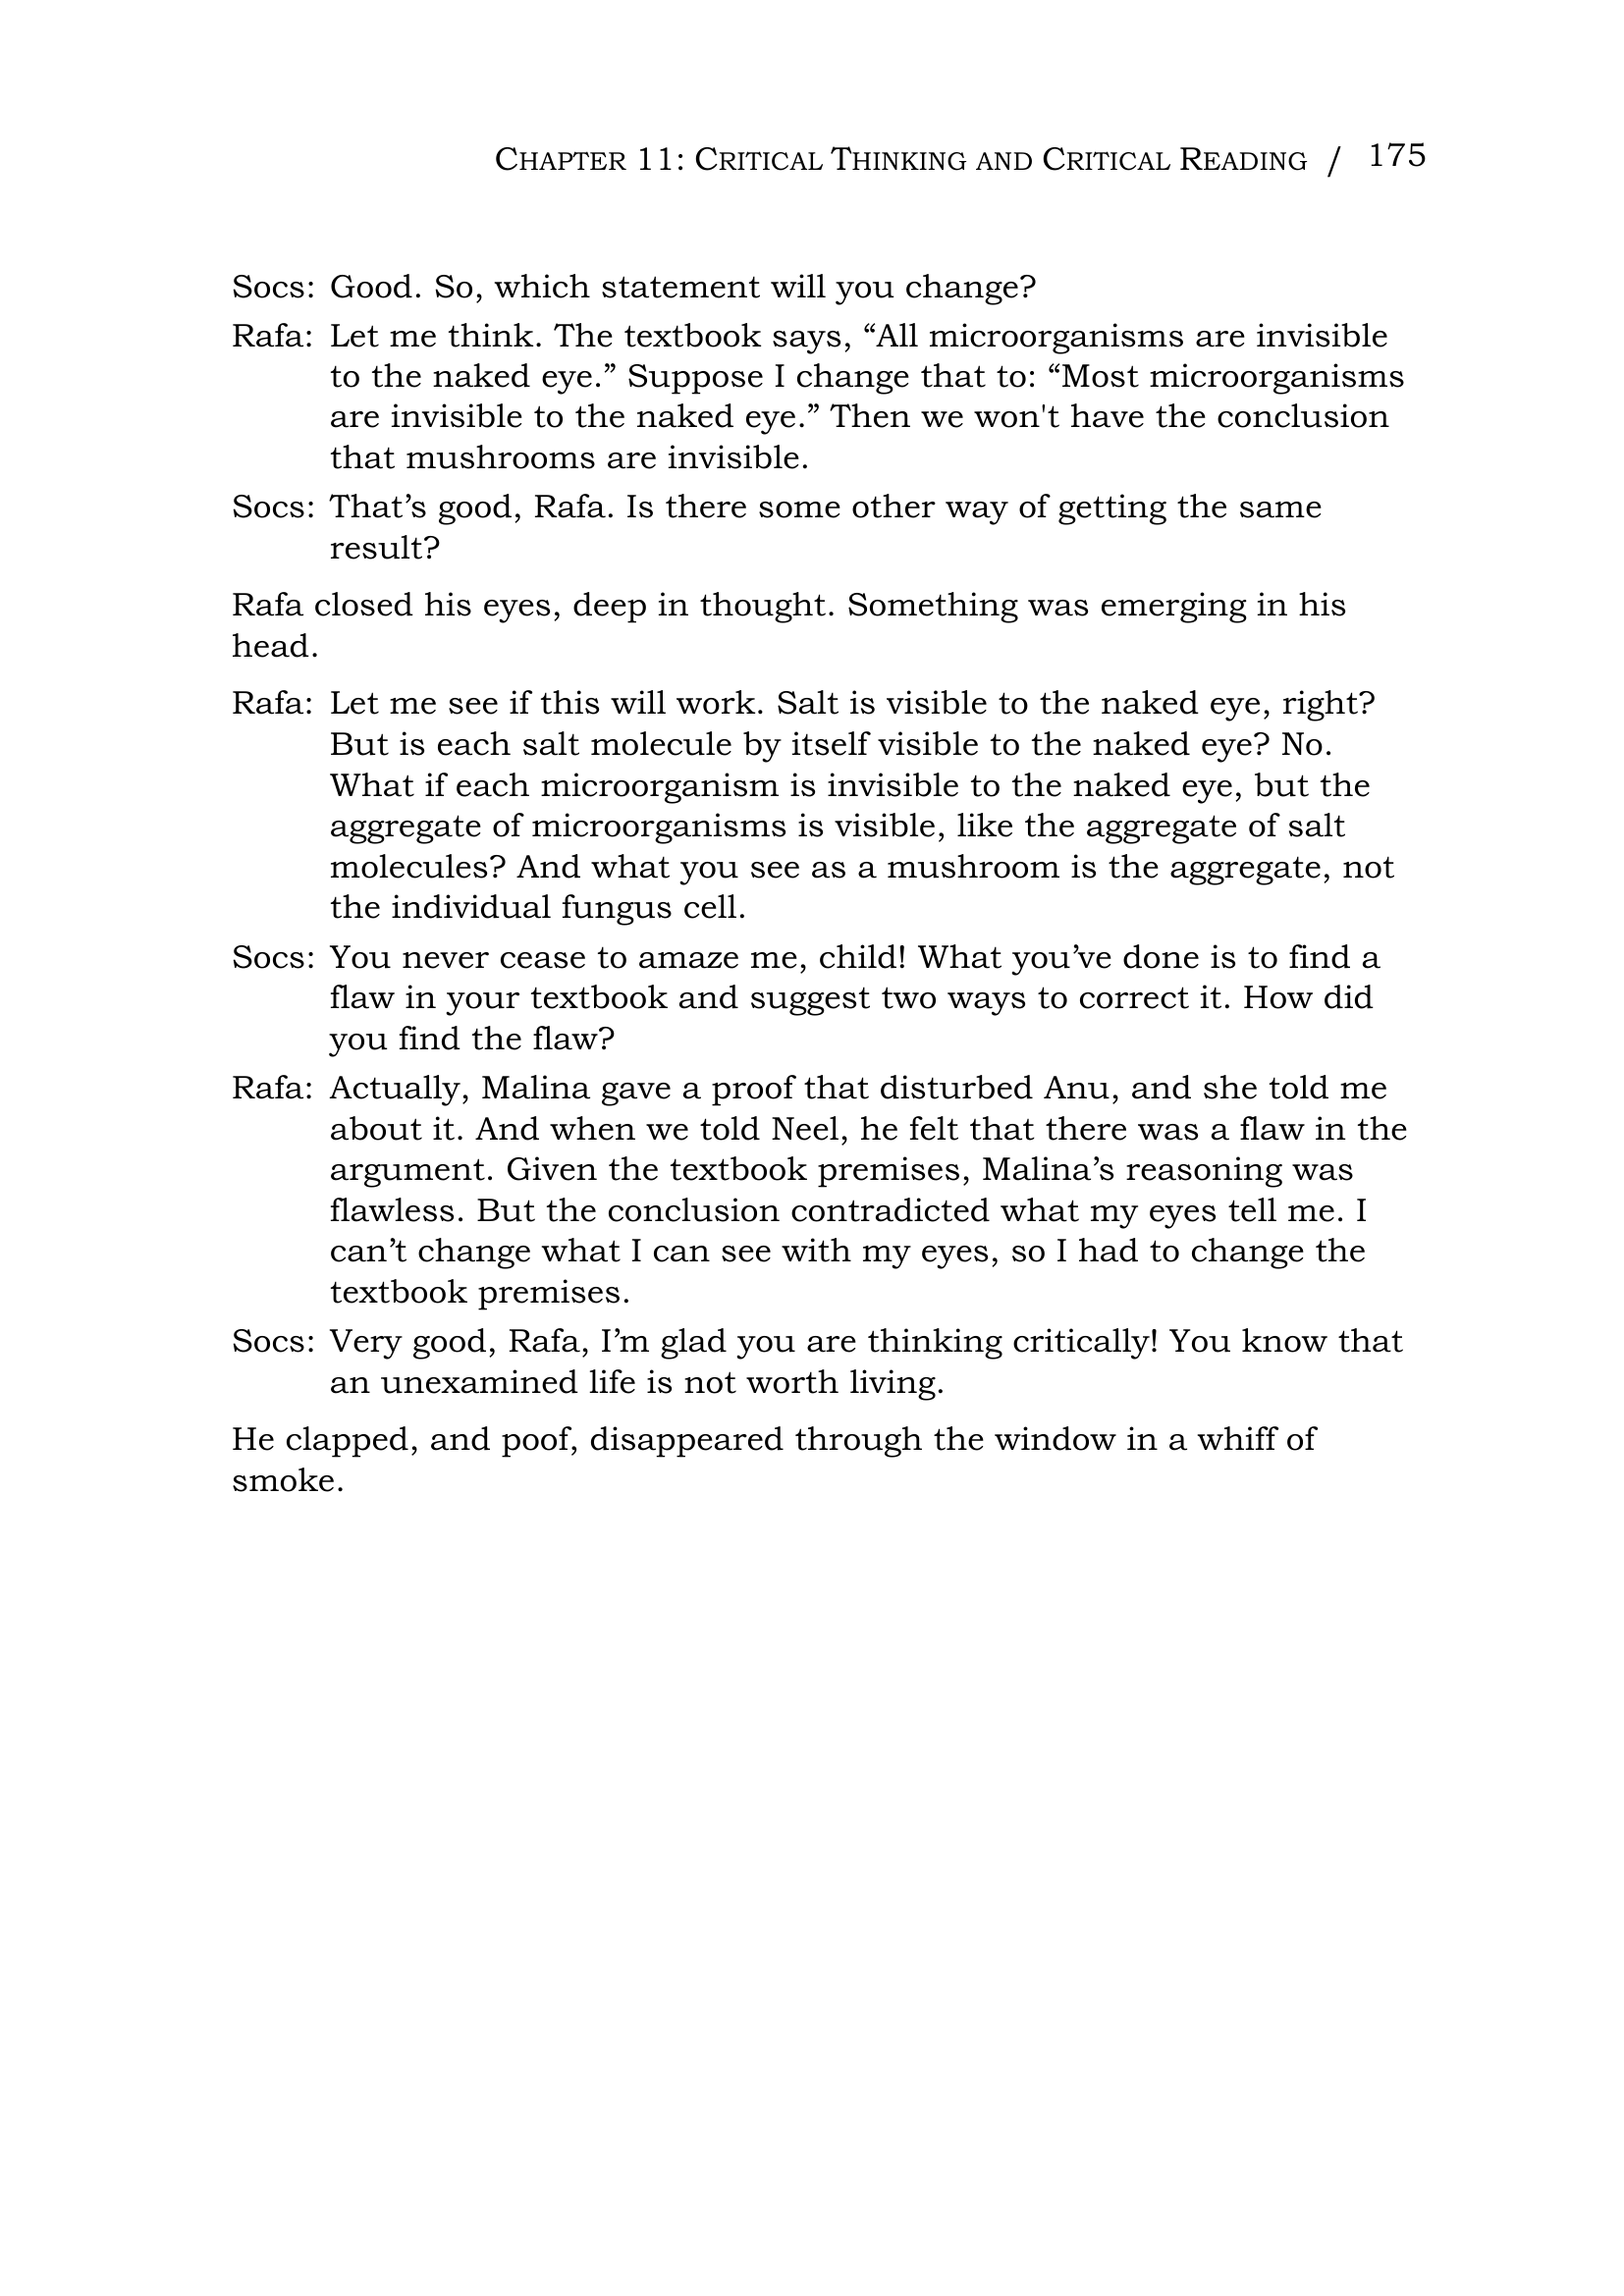 CHAPTER 11: CRITICAL THINKING AND CRITICAL READING / 175
Socs: Good. So, which statement will you change?
Rafa: Let me think. The textbook says, “All microorganisms are invisible
to the naked eye.” Suppose I change that to: “Most microorganisms
are invisible to the naked eye.” Then we won't have the conclusion
that mushrooms are invisible.
Socs: That’s good, Rafa. Is there some other way of getting the same
result?
Rafa closed his eyes, deep in thought. Something was emerging in his
head.
Rafa: Let me see if this will work. Salt is visible to the naked eye, right?
But is each salt molecule by itself visible to the naked eye? No.
What if each microorganism is invisible to the naked eye, but the
aggregate of microorganisms is visible, like the aggregate of salt
molecules? And what you see as a mushroom is the aggregate, not
the individual fungus cell.
Socs: You never cease to amaze me, child! What you’ve done is to find a
flaw in your textbook and suggest two ways to correct it. How did
you find the flaw?
Rafa: Actually, Malina gave a proof that disturbed Anu, and she told me
about it. And when we told Neel, he felt that there was a flaw in the
argument. Given the textbook premises, Malina’s reasoning was
flawless. But the conclusion contradicted what my eyes tell me. I
can’t change what I can see with my eyes, so I had to change the
textbook premises.
Socs: Very good, Rafa, I’m glad you are thinking critically! You know that
an unexamined life is not worth living.
He clapped, and poof, disappeared through the window in a whiff of
smoke.